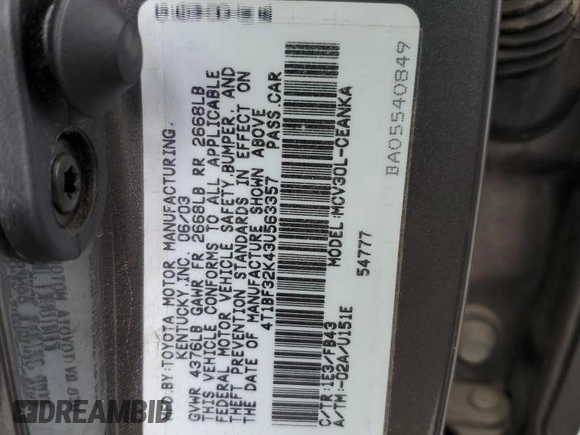 MFD.BY:TOYOTA MOTOR MANUFACTURING,
KENTUCKY,INC. 06/03
GVWR 4375LB GAWR FR 2668LB RR 2668LB
THIS VEHICLE CONFORMS TO ALL APPLICABLE
FEDERAL MOTOR VEHICLE SAFETY,BUMPER, AND
THEFT PREVENTION STANDARDS IN EFFECT ON
THE DATE OF MANUFACTURE SHOWN ABOVE
4T1BF32K43U563357 PASS.CAR
MODEL:MCV30L-CEANKA
54777
C/TR:1E3/FB43
A/TM:-02A/U151E
BA05540849
READEMBID